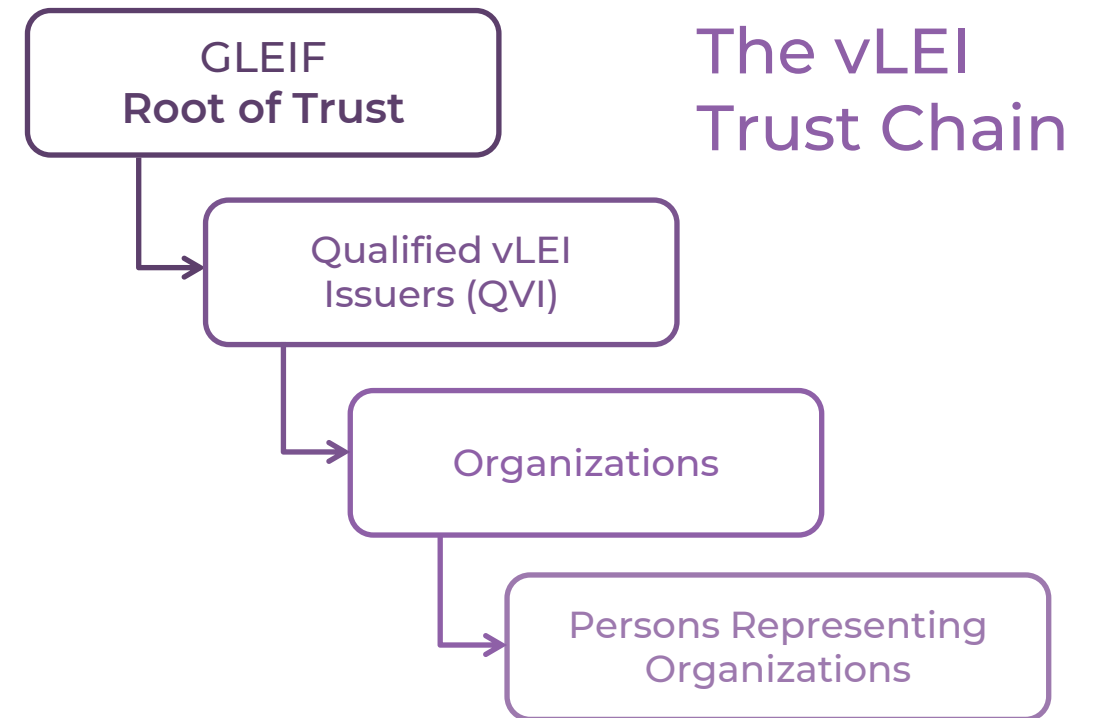 GLEIF
Root of Trust
The vLEI
Trust Chain
Qualified vLEI
Issuers (QVI)
Organizations
Persons Representing
Organizations